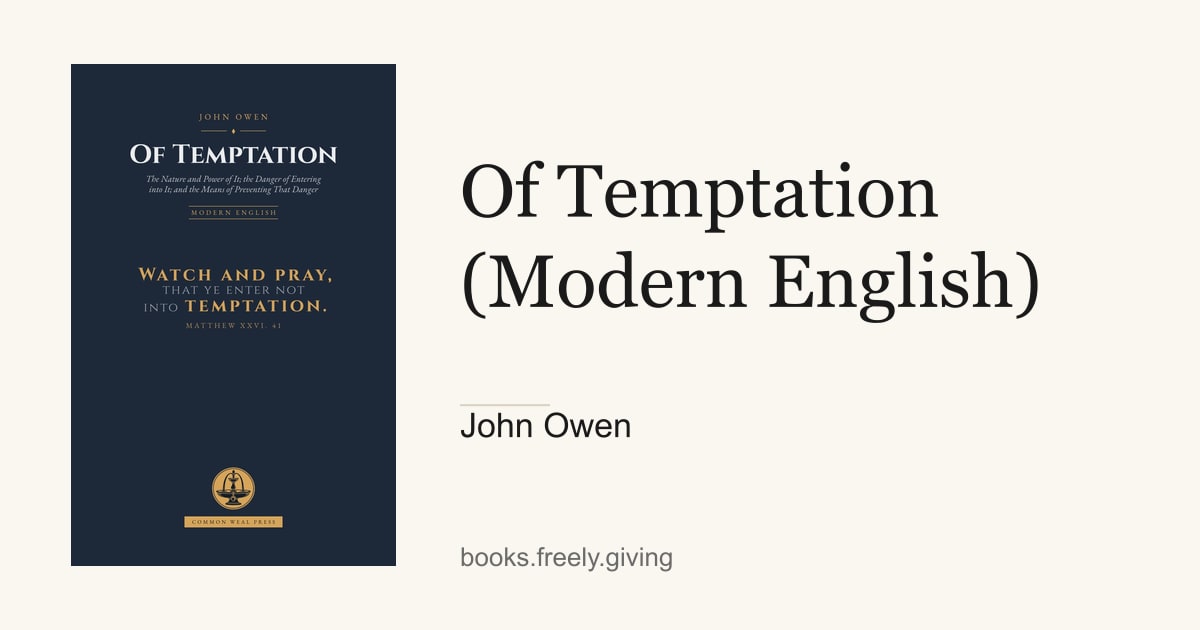 JOHN OWEN
OF TEMPTATION
The Nature and Power of It; the Danger of Entering
into It; and the Means of Preventing That Danger
MODERN ENGLISH
WATCH AND PRAY,
THAT YE ENTER NOT
INTO TEMPTATION.
MATTHEW XXVI. 41
COMMON WEAL PRESS
Of Temptation
(Modern English)
John Owen
books.freely.giving